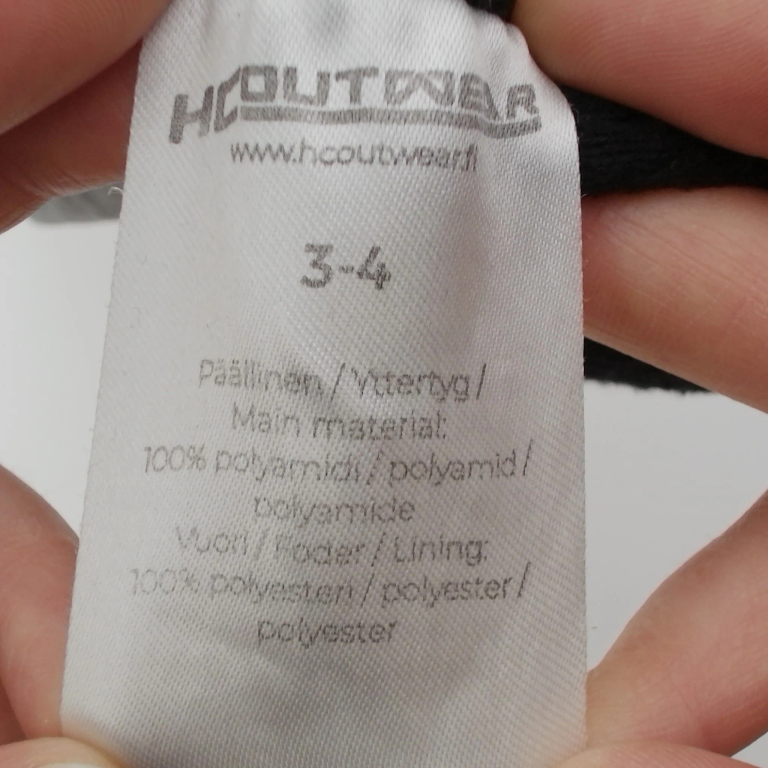 HCOUTWEAR
www.hcoutwear.fi
3-4
Päällinen / Yttertyg /
Main material:
100% polyamidi / polyamid /
polyamide
Vuori / Foder / Lining:
100% polyesteri / polyester /
polyester